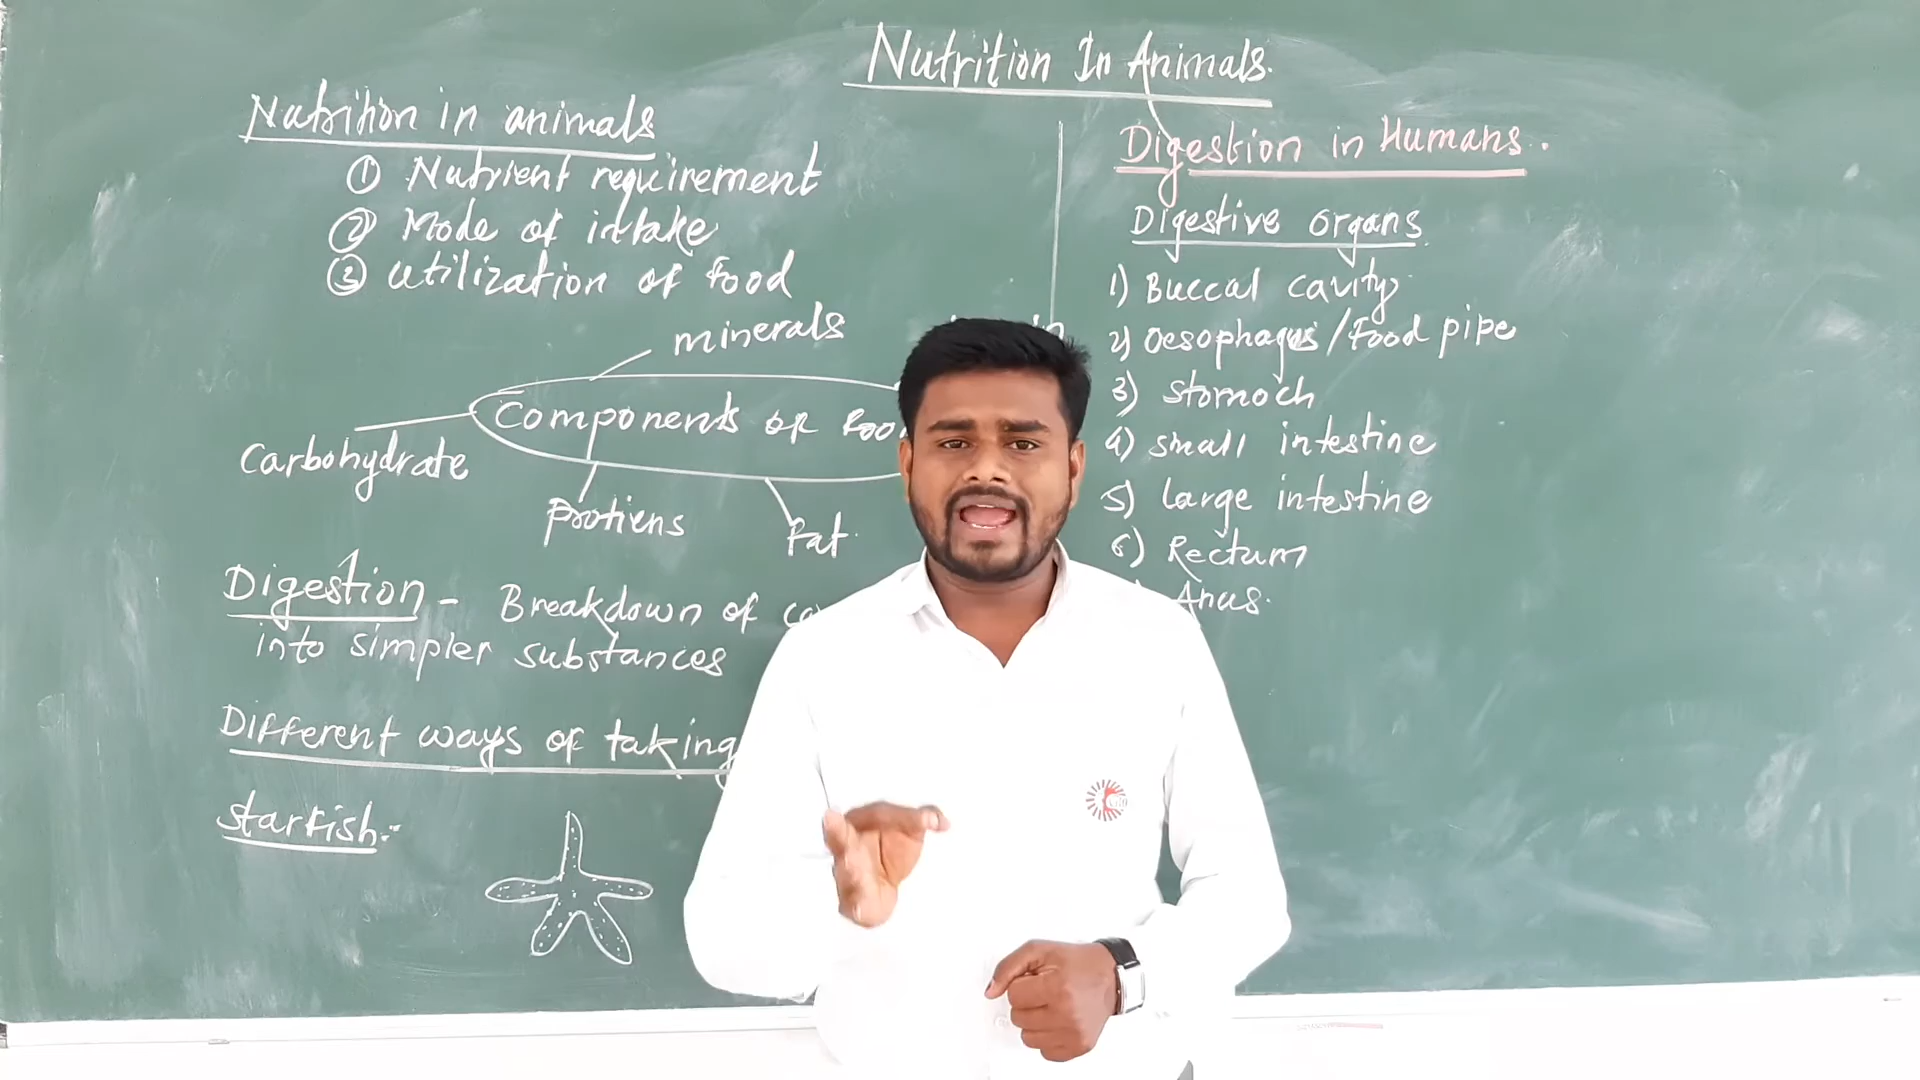 Nutrition In Animals.
Nutrition in animals
① Nutrient requirement
② Mode of intake
③ Utilization of Food
minerals
Components of
Carbohydrate
Protiens
Fat.
Digestion - Breakdown of
into simpler substances
Different ways of taking
Starfish:-
Digestion in Humans.
Digestive organs
1) Buccal cavity
2) Oesophagus/Food pipe
3) Stomach
4) Small intestine
5) Large intestine
6) Rectum
Anus.